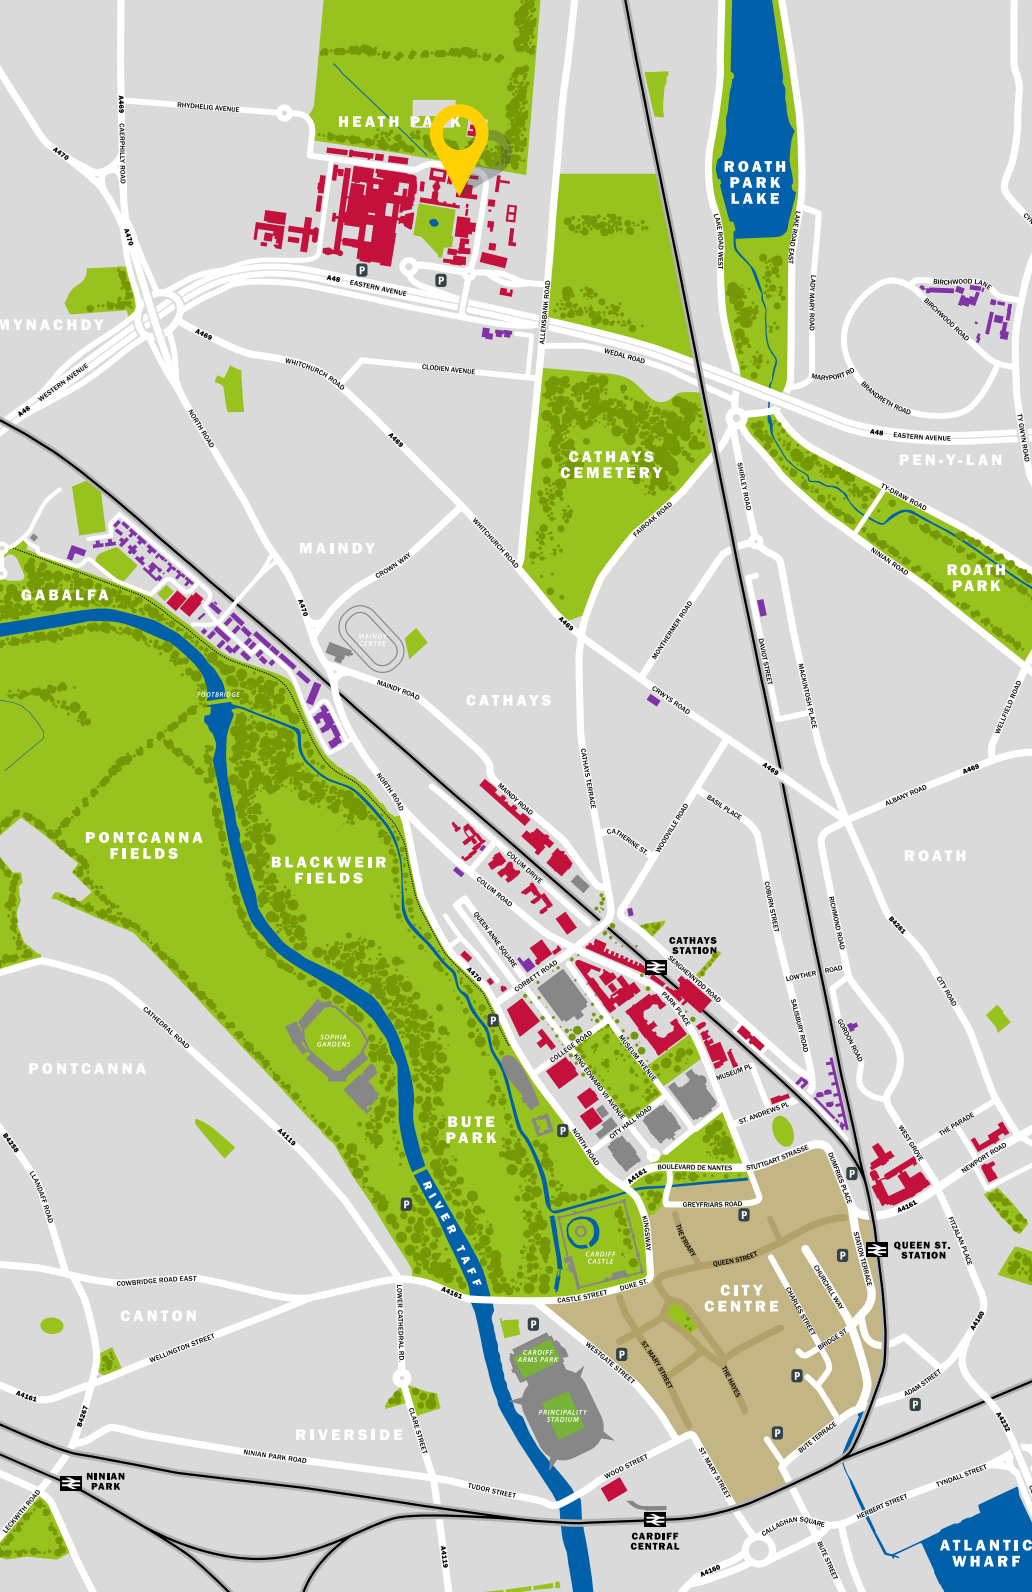 HEATH PARK
RHYDHELIG AVENUE
A469
CAERPHILLY ROAD
A470
A470
ROATH
PARK
LAKE
LAKE ROAD WEST
LAKE ROAD EAST
LADY MARY ROAD
P
P
A48
EASTERN AVENUE
ALLENSBANK ROAD
BIRCHWOOD LANE
BIRCHWOOD ROAD
MYNACHDY
A469
WHITCHURCH ROAD
CLODIEN AVENUE
WEDAL ROAD
MARYPORT RD
BRANDRETH ROAD
TY GWYN ROAD
A48
WESTERN AVENUE
NORTH ROAD
A469
A48
EASTERN AVENUE
PEN-Y-LAN
CATHAYS
CEMETERY
SHIRLEY ROAD
TY-DRAW ROAD
FAIROAK ROAD
NINIAN ROAD
ROATH
PARK
MAINDY
WHITCHURCH ROAD
CROWN WAY
GABALFA
A470
A469
MAINDY
CENTRE
MONTHERMER ROAD
DAVIOT STREET
MACKINTOSH PLACE
WELLFIELD ROAD
FOOTBRIDGE
MAINDY ROAD
CATHAYS
CRWYS ROAD
CATHAYS TERRACE
A469
A469
ALBANY ROAD
NORTH ROAD
MAINDY ROAD
BASIL PLACE
WOODVILLE ROAD
CATHERINE ST.
PONTCANNA
FIELDS
BLACKWEIR
FIELDS
ROATH
COLUM DRIVE
COLUM ROAD
COBURN STREET
RICHMOND ROAD
B4261
QUEEN ANNE SQUARE
CATHAYS
STATION
SENGHENNYDD ROAD
A470
CORBETT ROAD
LOWTHER ROAD
CITY ROAD
PARK PLACE
SALISBURY ROAD
GORDON ROAD
CATHEDRAL ROAD
SOPHIA
GARDENS
P
COLLEGE ROAD
MUSEUM AVENUE
PONTCANNA
MUSEUM PL
KING EDWARD VII AVENUE
CITY HALL ROAD
ST. ANDREWS PL
BUTE
PARK
P
NORTH ROAD
A4119
B4258
WEST GROVE
THE PARADE
NEWPORT ROAD
LLANDAFF ROAD
A4161
BOULEVARD DE NANTES
STUTTGART STRASSE
DUMFRIES PLACE
P
A4161
P
RIVER TAFF
GREYFRIARS ROAD
P
KINGSWAY
THE FRIARY
STATION TERRACE
FITZALAN PLACE
QUEEN ST.
STATION
CARDIFF
CASTLE
QUEEN STREET
P
COWBRIDGE ROAD EAST
A4161
CASTLE STREET
DUKE ST.
CITY
CENTRE
CHARLES STREET
CHURCHILL WAY
CANTON
WELLINGTON STREET
LOWER CATHEDRAL RD.
P
CARDIFF
ARMS PARK
WESTGATE STREET
P
ST. MARY STREET
THE HAYES
BRIDGE ST
A4160
P
ADAM STREET
P
A4161
B4267
CLARE STREET
PRINCIPALITY
STADIUM
RIVERSIDE
NINIAN PARK ROAD
TUDOR STREET
WOOD STREET
ST. MARY STREET
P
BUTE TERRACE
A4232
NINIAN
PARK
LECKWITH ROAD
CARDIFF
CENTRAL
CALLAGHAN SQUARE
HERBERT STREET
TYNDALL STREET
A4119
A4160
BUTE STREET
ATLANTIC
WHARF